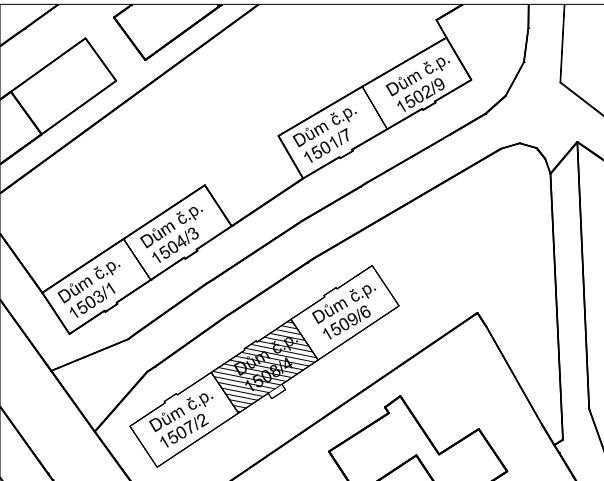 Dům č.p.
1502/9
Dům č.p.
1501/7
Dům č.p.
1504/3
Dům č.p.
1503/1
Dům č.p.
1509/6
Dům č.p.
1508/4
Dům č.p.
1507/2